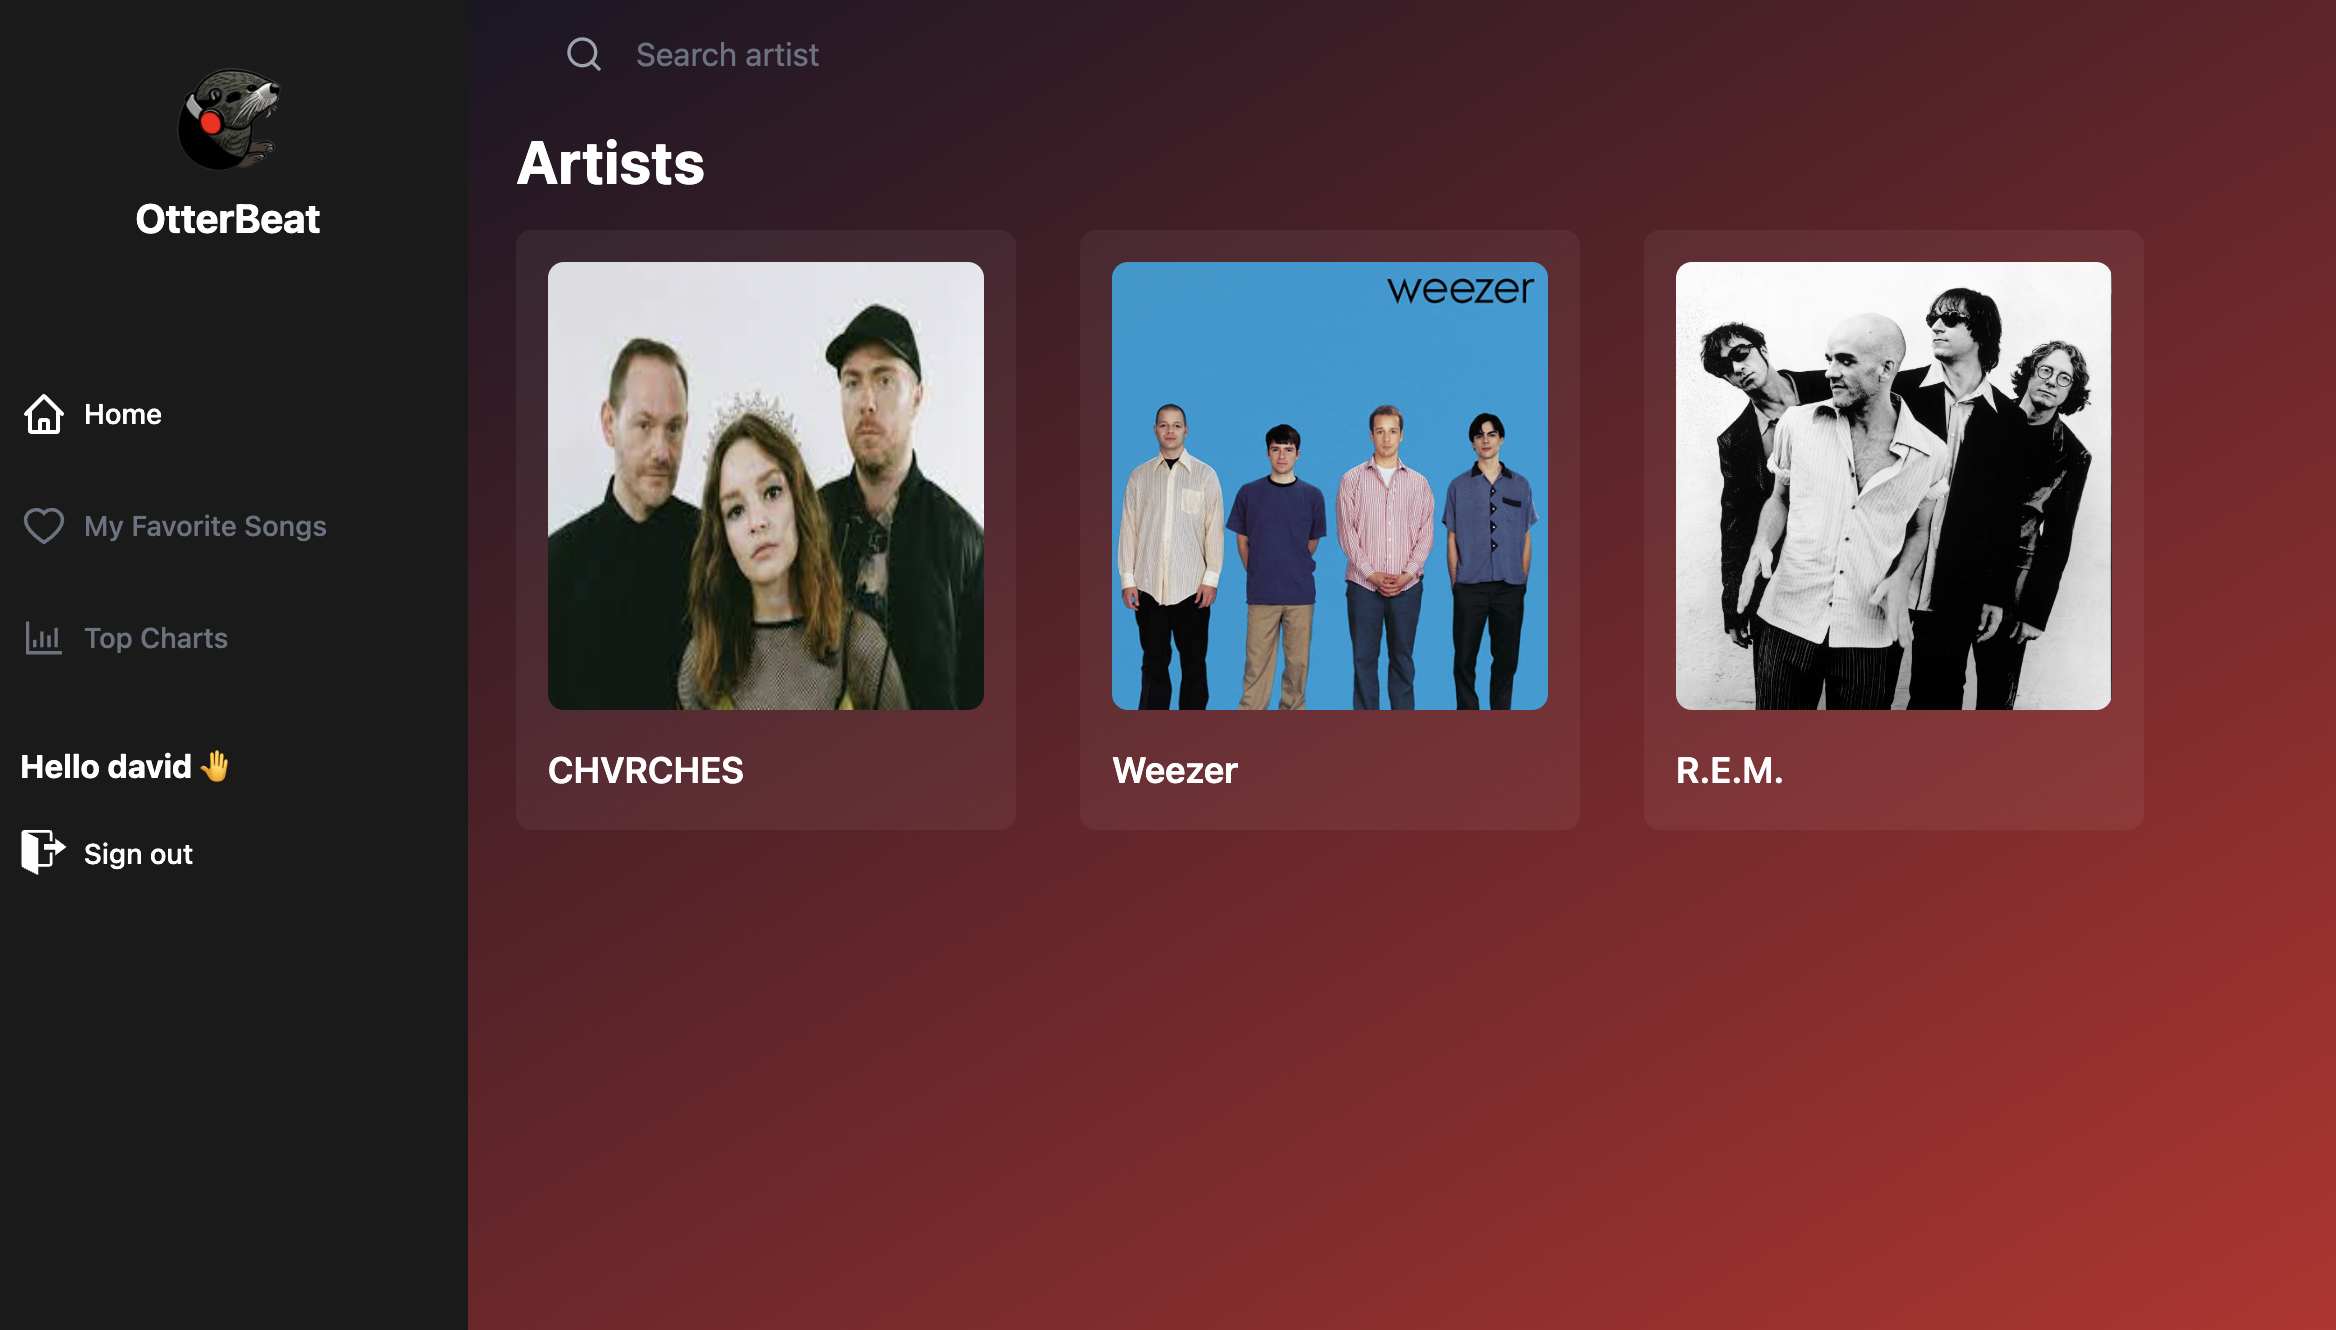 OtterBeat
Home
My Favorite Songs
Top Charts
Hello david 🤚
Sign out
Search artist
Artists
weezer
CHVRCHES
Weezer
R.E.M.